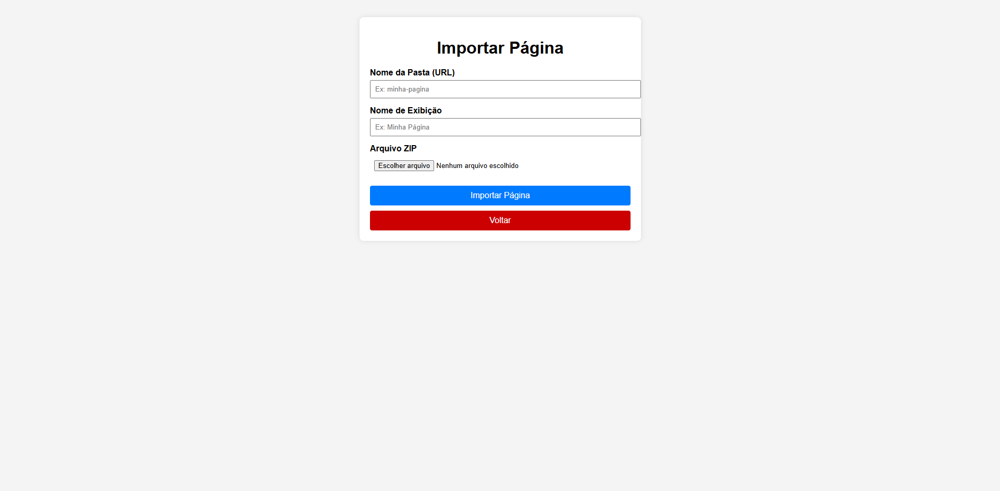 Importar Página
Nome da Pasta (URL)
Ex: minha-pagina
Nome de Exibição
Ex: Minha Página
Arquivo ZIP
Escolher arquivo Nenhum arquivo escolhido
Importar Página
Voltar